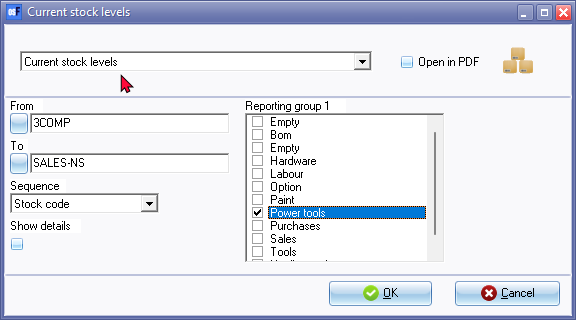 Current stock levels
Current stock levels
Open in PDF
From
3COMP
To
SALES-NS
Sequence
Stock code
Show details
Reporting group 1
Empty
Bom
Empty
Hardware
Labour
Option
Paint
Power tools
Purchases
Sales
Tools
OK
Cancel